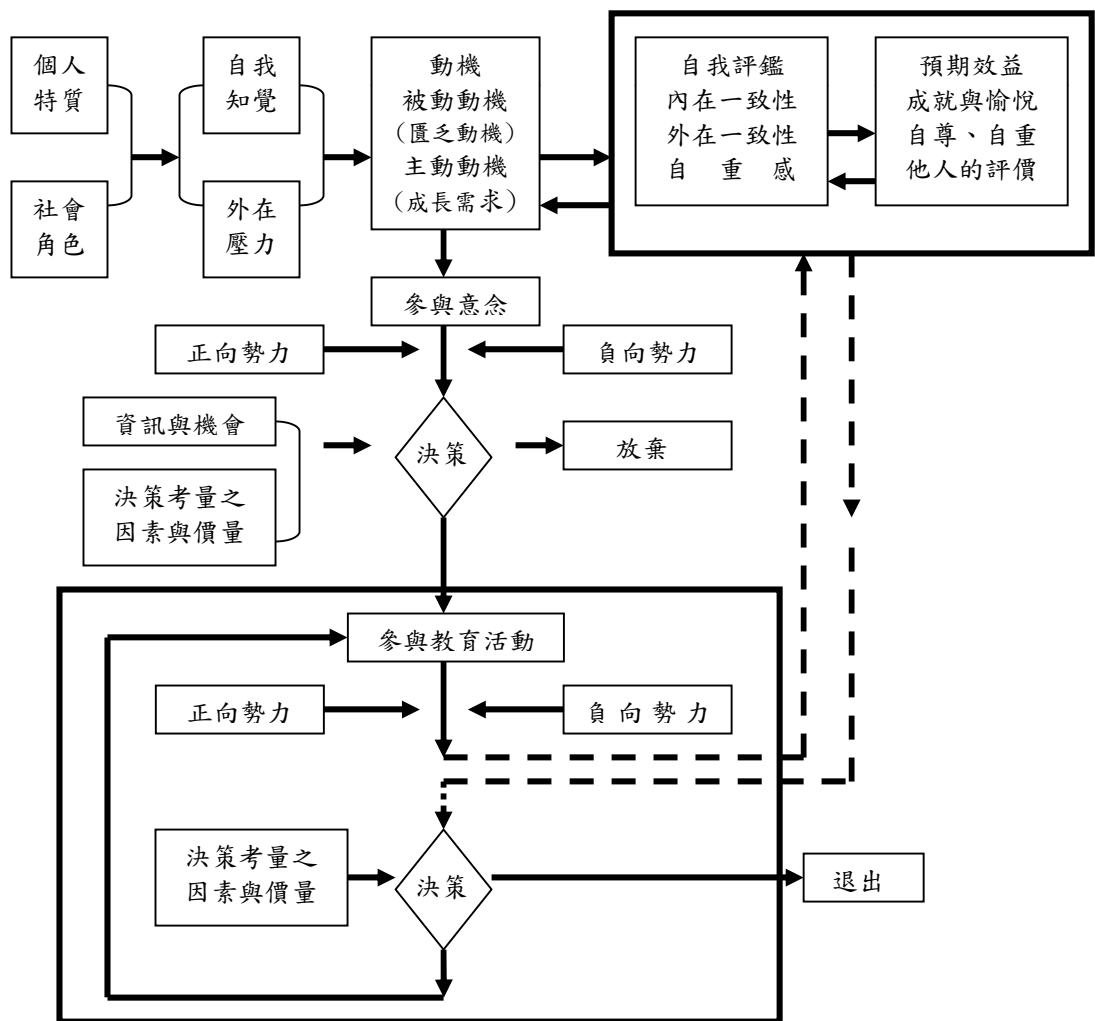 個人
特質
社會
角色
自我
知覺
外在
壓力
動機
被動動機
(匱乏動機)
主動動機
(成長需求)
自我評鑑
內在一致性
外在一致性
自 重 感
預期效益
成就與愉悅
自尊、自重
他人的評價
參與意念
正向勢力
負向勢力
資訊與機會
決策考量之
因素與價量
決策
放棄
參與教育活動
正向勢力
負向勢力
決策考量之
因素與價量
決策
退出